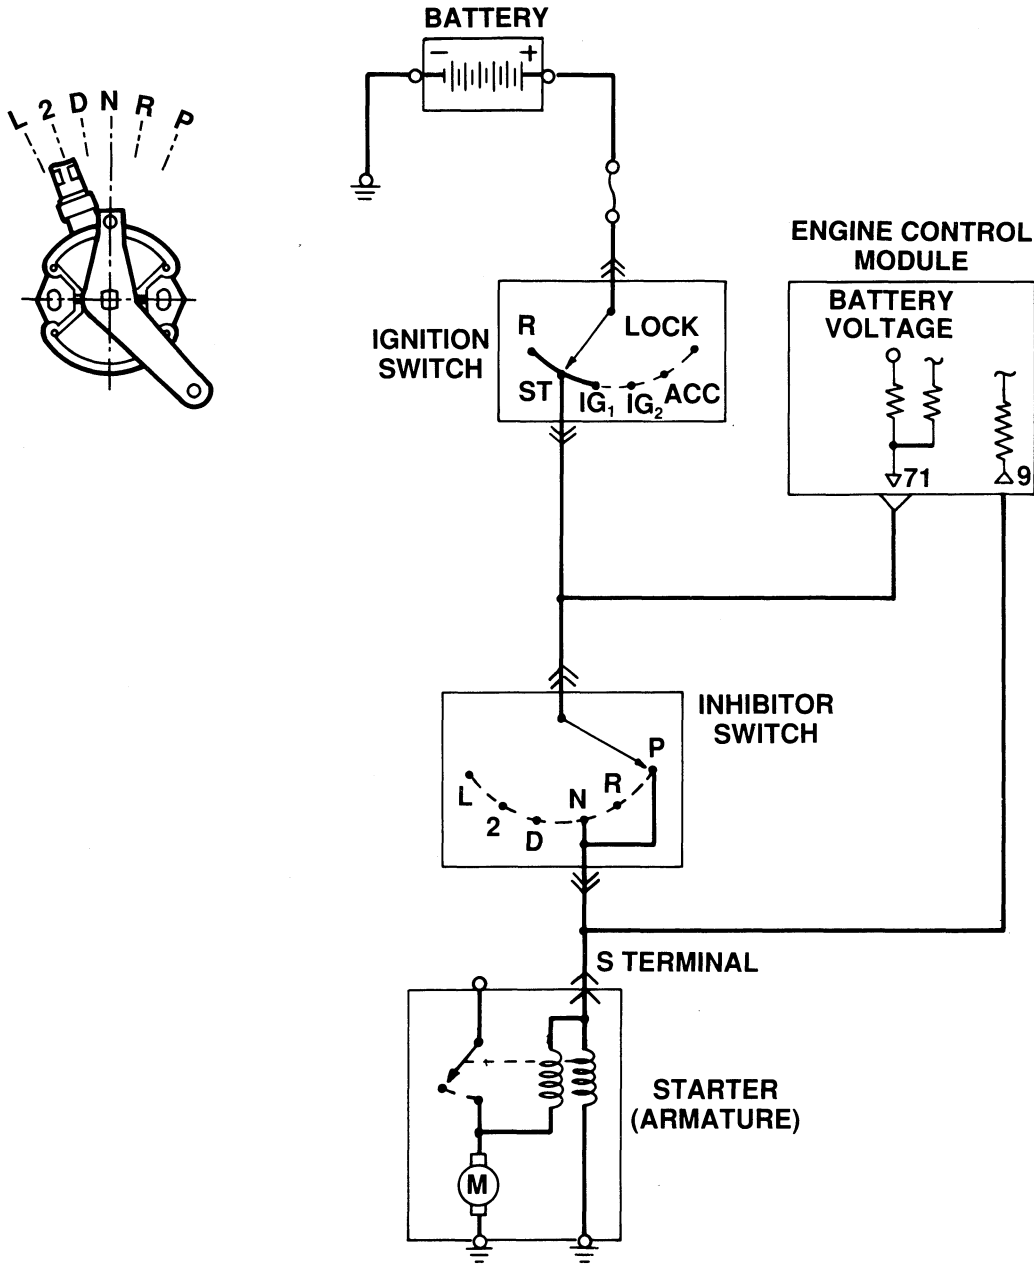 BATTERY
− +
L 2 D N R P
ENGINE CONTROL
MODULE
BATTERY
VOLTAGE
71
9
IGNITION
SWITCH
R
LOCK
ST
IG1
IG2
ACC
INHIBITOR
SWITCH
P
R
N
D
2
L
S TERMINAL
STARTER
(ARMATURE)
M